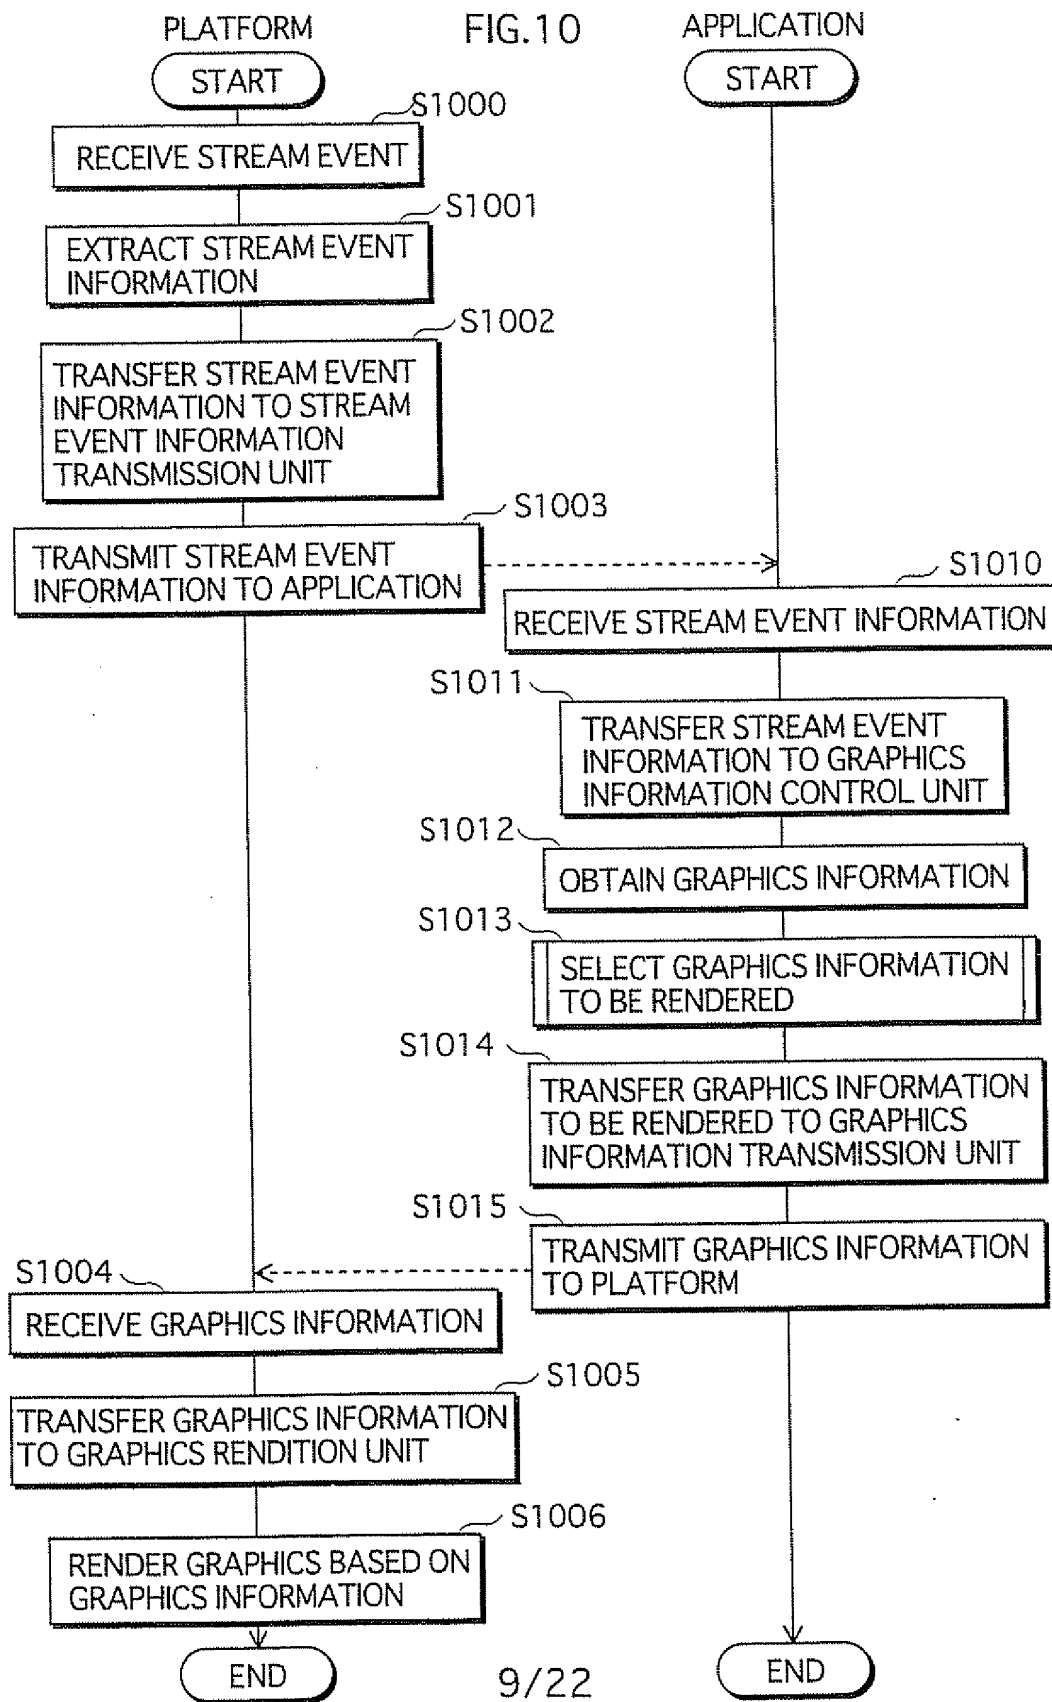 PLATFORM
FIG.10
APPLICATION
START
START
S1000
RECEIVE STREAM EVENT
S1001
EXTRACT STREAM EVENT
INFORMATION
S1002
TRANSFER STREAM EVENT
INFORMATION TO STREAM
EVENT INFORMATION
TRANSMISSION UNIT
S1003
TRANSMIT STREAM EVENT
INFORMATION TO APPLICATION
S1010
RECEIVE STREAM EVENT INFORMATION
S1011
TRANSFER STREAM EVENT
INFORMATION TO GRAPHICS
INFORMATION CONTROL UNIT
S1012
OBTAIN GRAPHICS INFORMATION
S1013
SELECT GRAPHICS INFORMATION
TO BE RENDERED
S1014
TRANSFER GRAPHICS INFORMATION
TO BE RENDERED TO GRAPHICS
INFORMATION TRANSMISSION UNIT
S1015
TRANSMIT GRAPHICS INFORMATION
TO PLATFORM
S1004
RECEIVE GRAPHICS INFORMATION
S1005
TRANSFER GRAPHICS INFORMATION
TO GRAPHICS RENDITION UNIT
S1006
RENDER GRAPHICS BASED ON
GRAPHICS INFORMATION
END
END
9/22